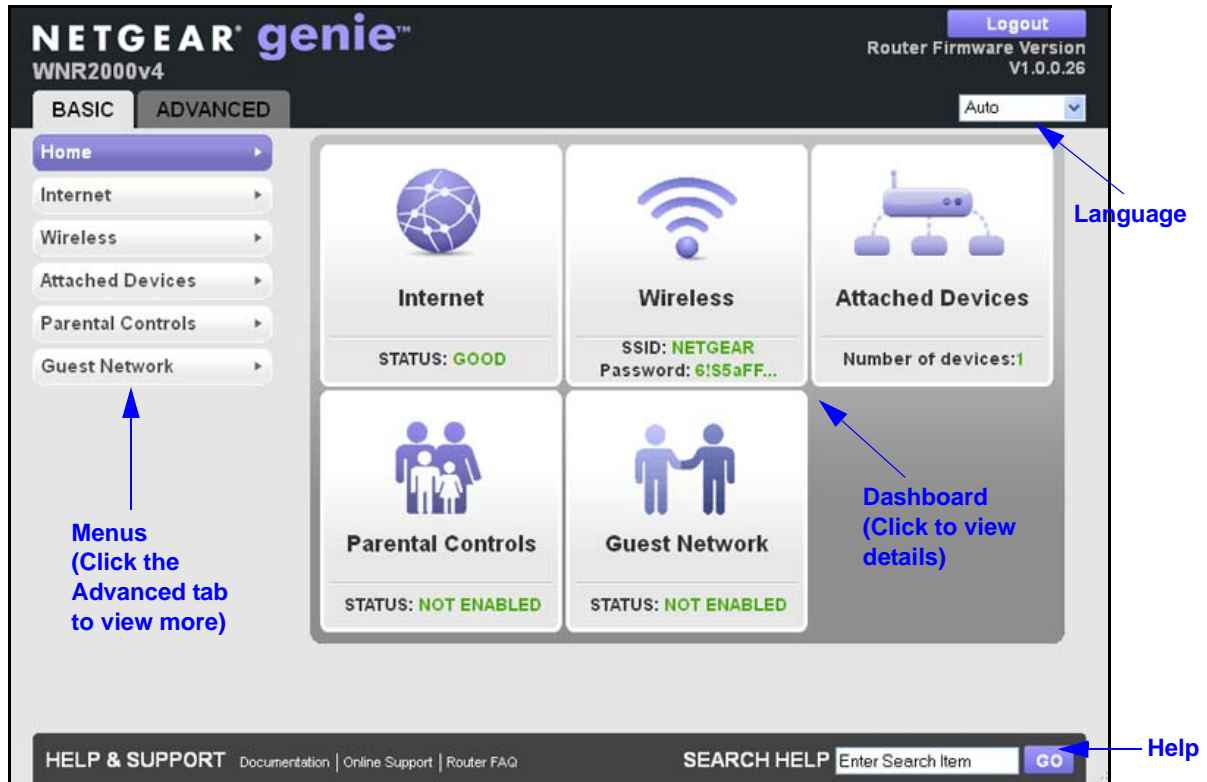 NETGEAR® genie™
WNR2000v4
Logout
Router Firmware Version
V1.0.0.26
BASIC
ADVANCED
Auto
Home
Internet
Wireless
Attached Devices
Parental Controls
Guest Network
Internet
STATUS: GOOD
Wireless
SSID: NETGEAR
Password: 6!S5aFF...
Attached Devices
Number of devices:1
Parental Controls
STATUS: NOT ENABLED
Guest Network
STATUS: NOT ENABLED
Language
Menus
(Click the
Advanced tab
to view more)
Dashboard
(Click to view
details)
HELP & SUPPORT Documentation | Online Support | Router FAQ
SEARCH HELP Enter Search Item GO
Help